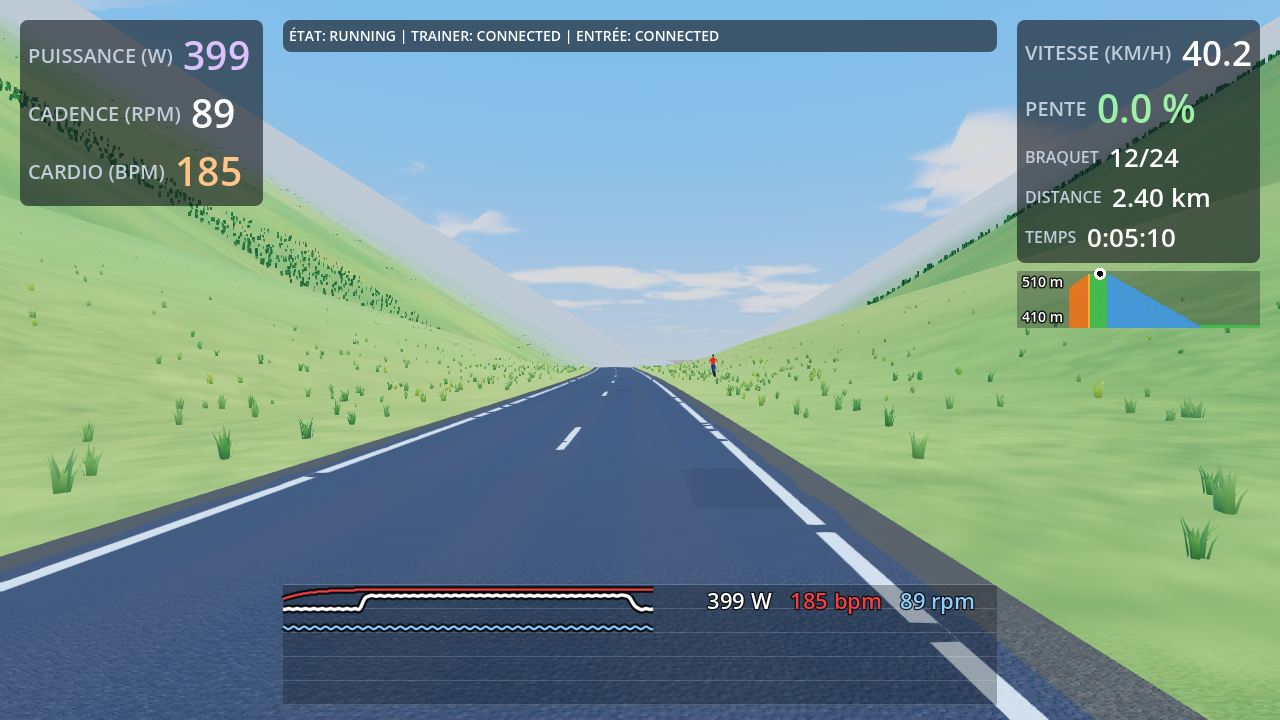 PUISSANCE (W) 399
CADENCE (RPM) 89
CARDIO (BPM) 185
ÉTAT: RUNNING | TRAINER: CONNECTED | ENTRÉE: CONNECTED
VITESSE (KM/H) 40.2
PENTE 0.0 %
BRAQUET 12/24
DISTANCE 2.40 km
TEMPS 0:05:10
510 m
410 m
399 W 185 bpm 89 rpm